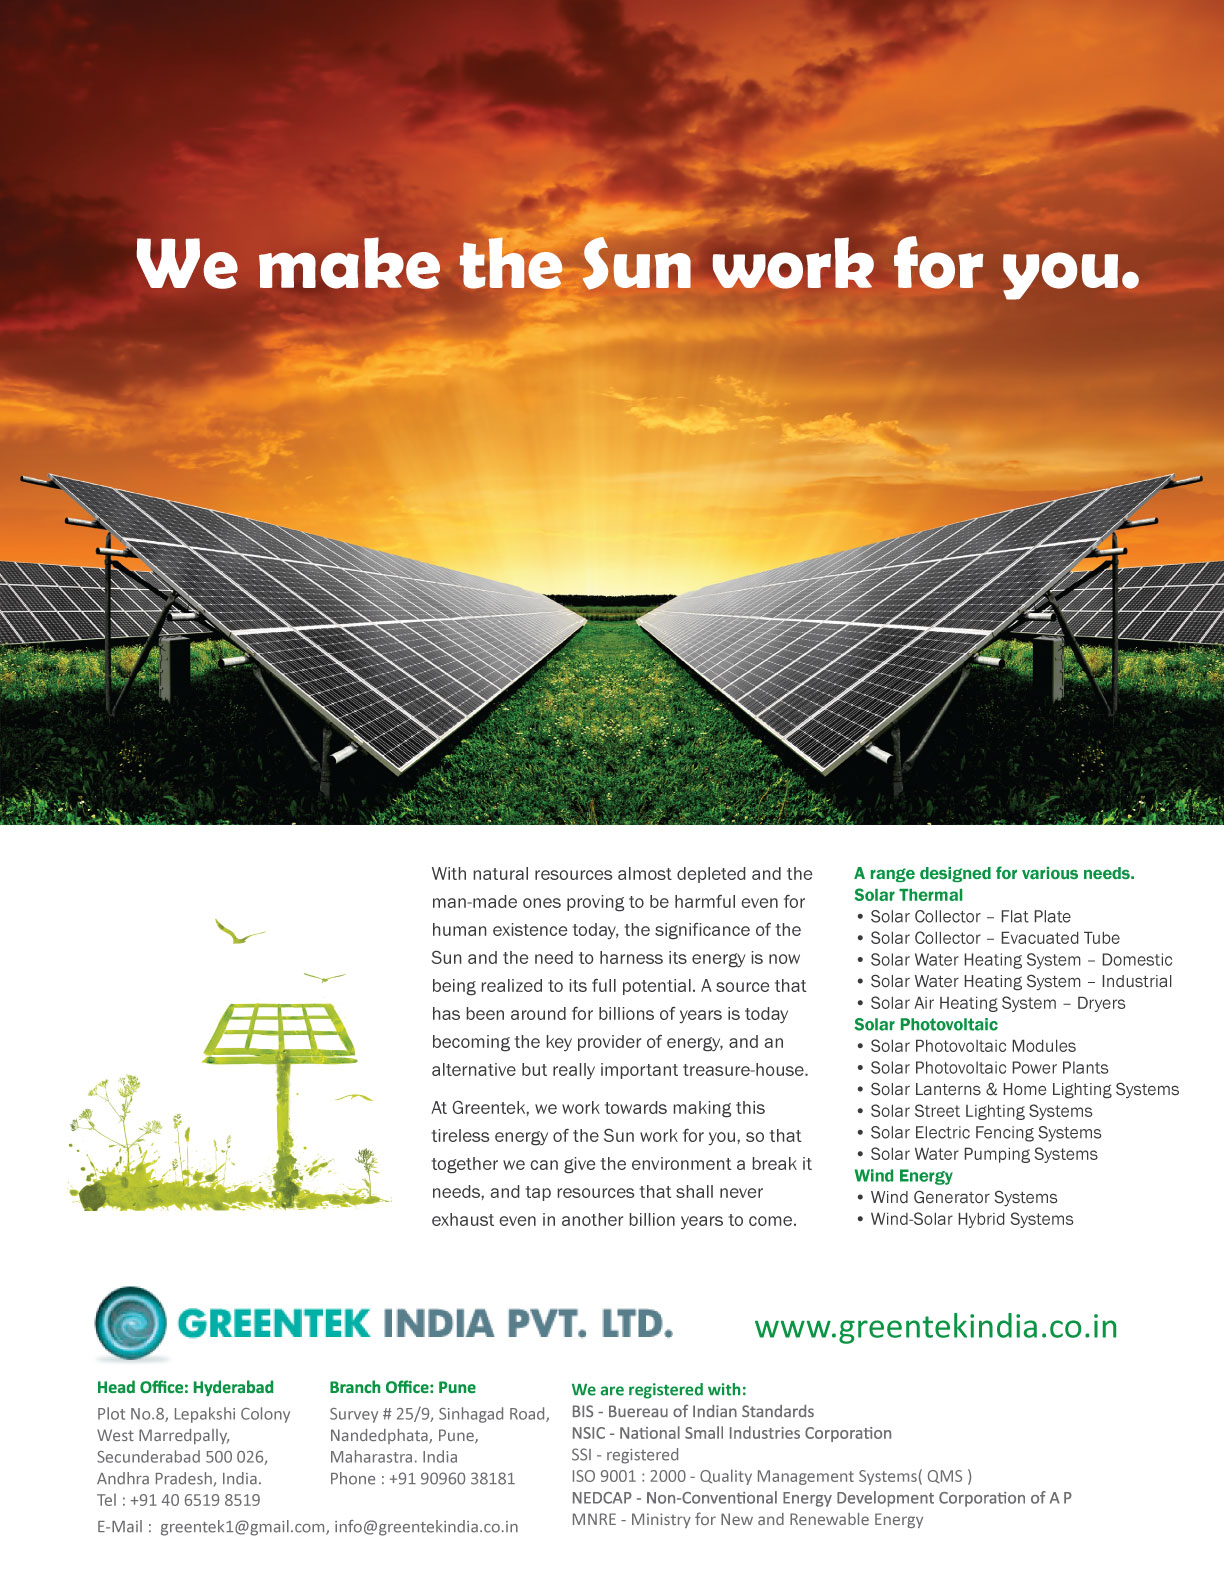 We make the Sun work for you.
With natural resources almost depleted and the
man-made ones proving to be harmful even for
human existence today, the significance of the
Sun and the need to harness its energy is now
being realized to its full potential. A source that
has been around for billions of years is today
becoming the key provider of energy, and an
alternative but really important treasure-house.
At Greentek, we work towards making this
tireless energy of the Sun work for you, so that
together we can give the environment a break it
needs, and tap resources that shall never
exhaust even in another billion years to come.
A range designed for various needs.
Solar Thermal
• Solar Collector – Flat Plate
• Solar Collector – Evacuated Tube
• Solar Water Heating System – Domestic
• Solar Water Heating System – Industrial
• Solar Air Heating System – Dryers
Solar Photovoltaic
• Solar Photovoltaic Modules
• Solar Photovoltaic Power Plants
• Solar Lanterns & Home Lighting Systems
• Solar Street Lighting Systems
• Solar Electric Fencing Systems
• Solar Water Pumping Systems
Wind Energy
• Wind Generator Systems
• Wind-Solar Hybrid Systems
GREENTEK INDIA PVT. LTD.
www.greentekindia.co.in
Head Office: Hyderabad
Plot No.8, Lepakshi Colony
West Marredpally,
Secunderabad 500 026,
Andhra Pradesh, India.
Tel : +91 40 6519 8519
Branch Office: Pune
Survey # 25/9, Sinhagad Road,
Nandedphata, Pune,
Maharastra. India
Phone : +91 90960 38181
E-Mail : greentek1@gmail.com, info@greentekindia.co.in
We are registered with:
BIS - Buereau of Indian Standards
NSIC - National Small Industries Corporation
SSI - registered
ISO 9001 : 2000 - Quality Management Systems( QMS )
NEDCAP - Non-Conventional Energy Development Corporation of A P
MNRE - Ministry for New and Renewable Energy